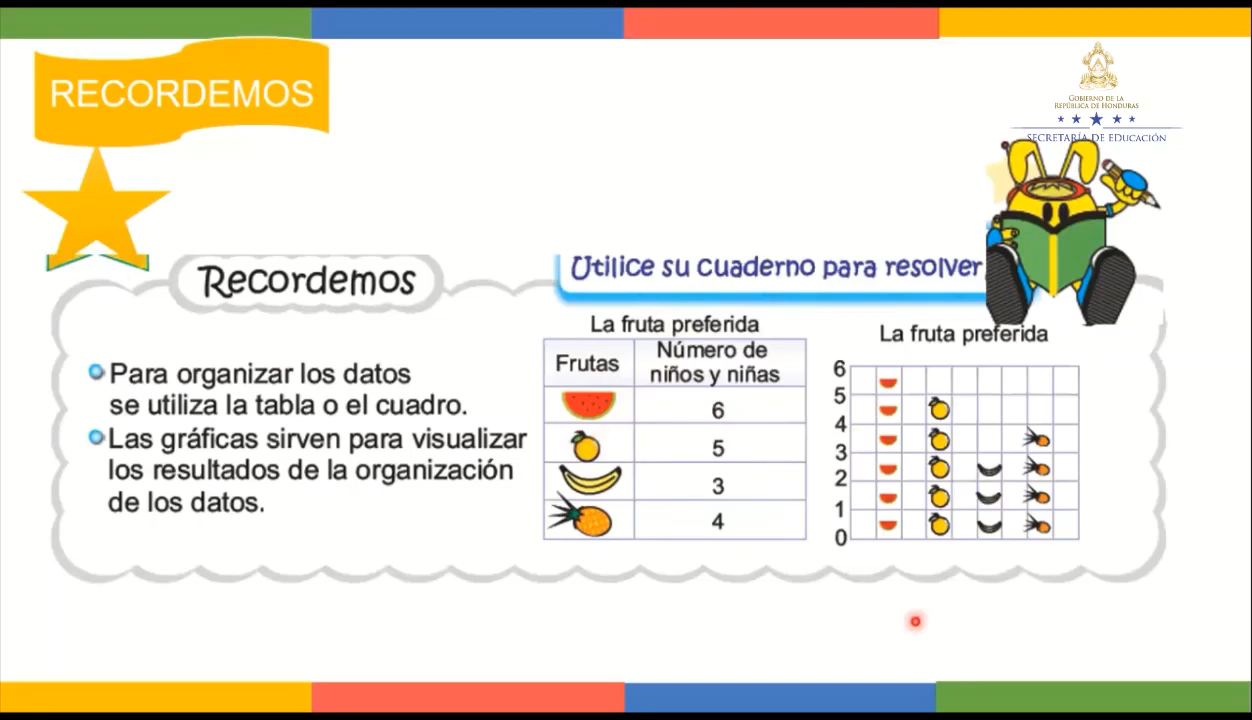 RECORDEMOS
GOBIERNO DE LA
REPÚBLICA DE HONDURAS
SECRETARÍA DE EDUCACIÓN
Recordemos
Utilice su cuaderno para resolver
Para organizar los datos
se utiliza la tabla o el cuadro.
Las gráficas sirven para visualizar
los resultados de la organización
de los datos.
La fruta preferida
Frutas
Número de
niños y niñas
6
5
3
4
La fruta preferida
6
5
4
3
2
1
0